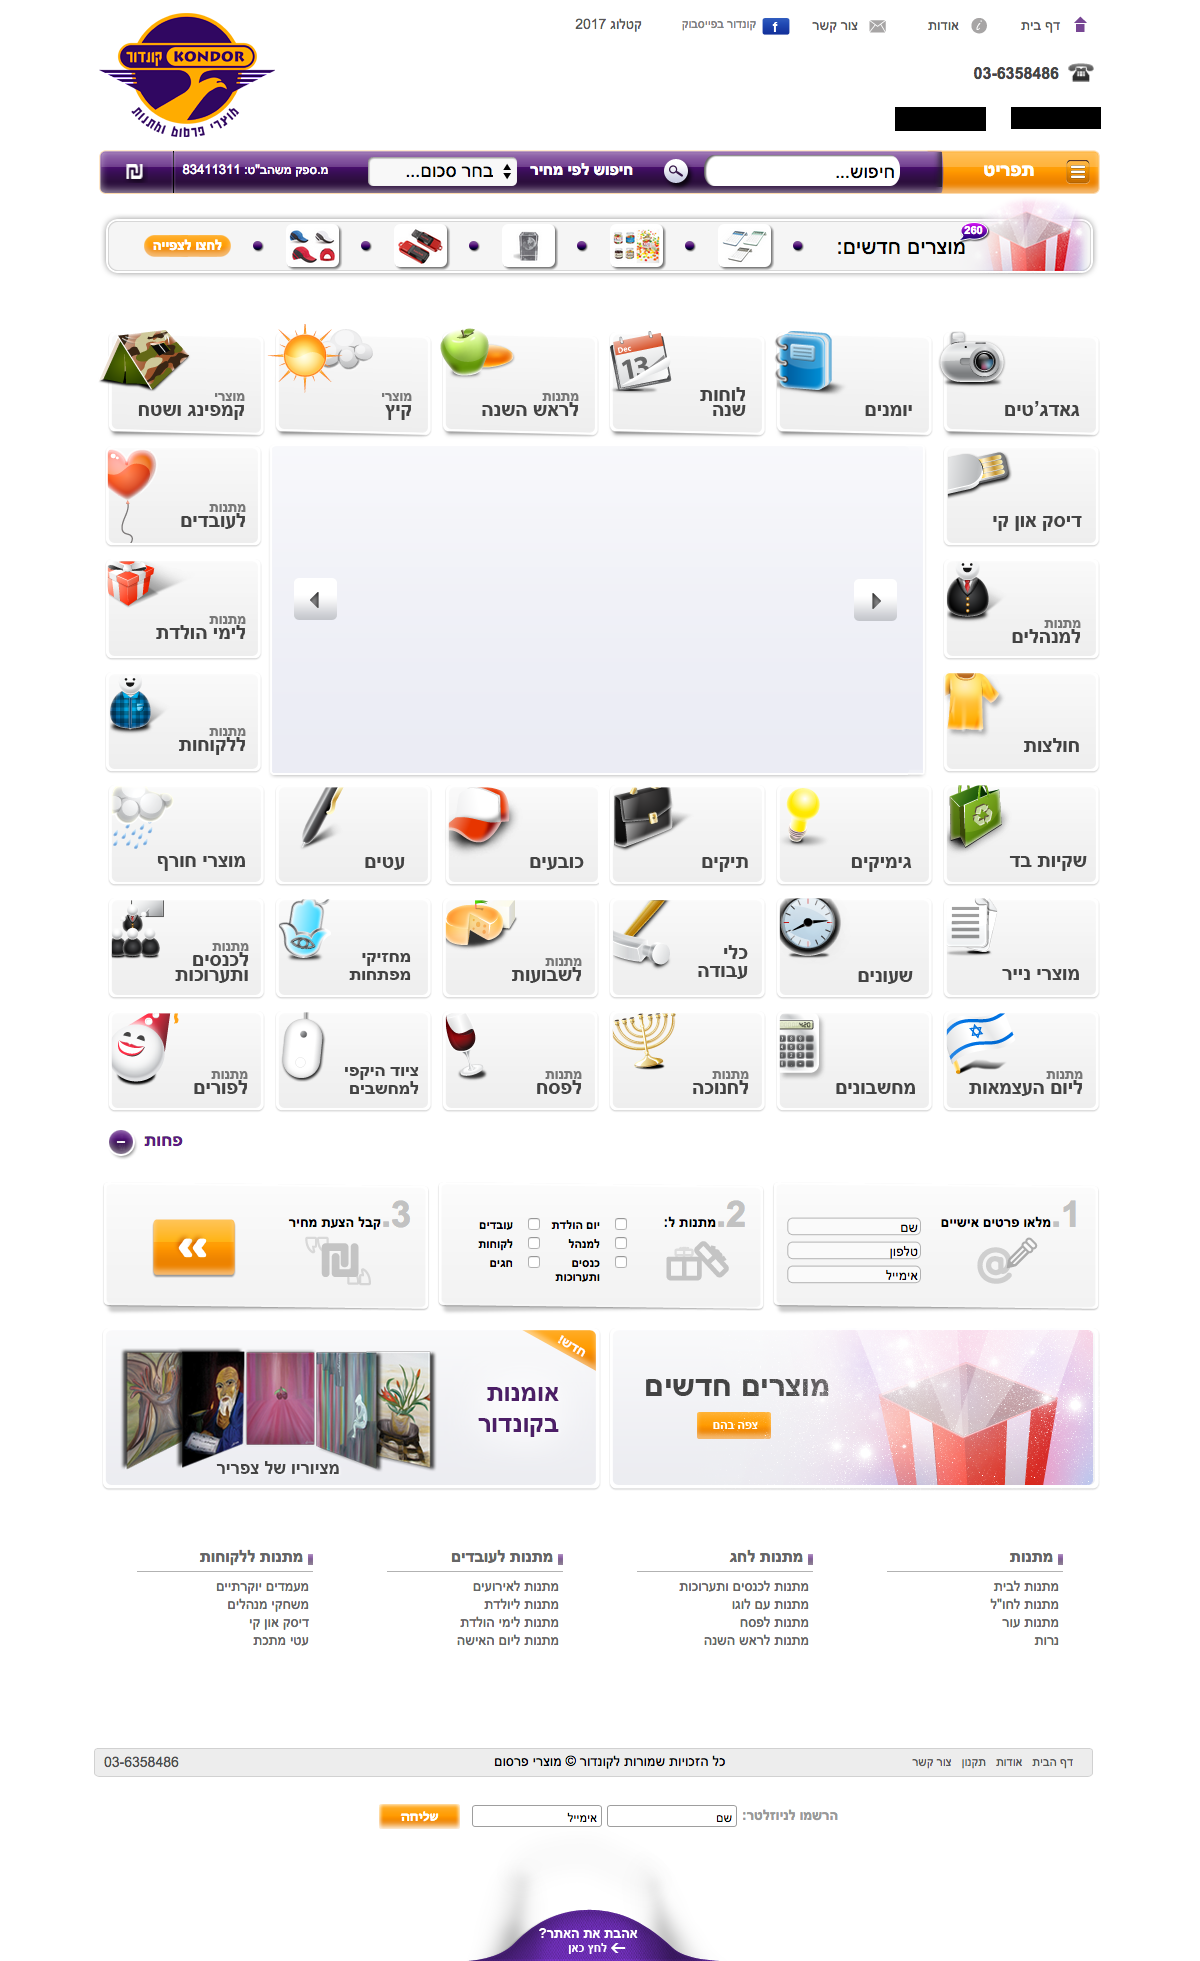 דף בית
אודות
צור קשר
f
קונדור בפייסבוק
קטלוג 2017
KONDOR קונדור
מוצרי פרסום ומתנות
03-6358486
תפריט
חיפוש...
חיפוש לפי מחיר
בחר סכום...
מ.ספק משהב"ט: 83411311
₪
260
מוצרים חדשים:
לחצו לצפייה
גאדג'טים
יומנים
Dec
13
לוחות
שנה
מתנות
לראש השנה
מוצרי
קיץ
מוצרי
קמפינג ושטח
דיסק און קי
מתנות
לעובדים
מתנות
למנהלים
מתנות
לימי הולדת
חולצות
מתנות
ללקוחות
שקיות בד
גימיקים
תיקים
כובעים
עטים
מוצרי חורף
מוצרי נייר
שעונים
כלי
עבודה
מתנות
לשבועות
מחזיקי
מפתחות
מתנות
לכנסים
ותערוכות
מתנות
ליום העצמאות
מחשבונים
מתנות
לחנוכה
מתנות
לפסח
ציוד היקפי
למחשבים
מתנות
לפורים
פחות
1. מלאו פרטים אישיים
שם
טלפון
אימייל
2. מתנות ל:
יום הולדת
עובדים
למנהל
לקוחות
כנסים
ותערוכות
חגים
3. קבל הצעת מחיר
מוצרים חדשים
צפה בהם
חדש!
אומנות
בקונדור
מציוריו של צפריר
מתנות
מתנות לבית
מתנות לחו"ל
מתנות עור
נרות
מתנות לחג
מתנות לכנסים ותערוכות
מתנות עם לוגו
מתנות לפסח
מתנות לראש השנה
מתנות לעובדים
מתנות לאירועים
מתנות ליולדת
מתנות לימי הולדת
מתנות ליום האישה
מתנות ללקוחות
מעמדים יוקרתיים
משחקי מנהלים
דיסק און קי
עטי מתכת
דף הבית אודות תקנון צור קשר
כל הזכויות שמורות לקונדור © מוצרי פרסום
03-6358486
הרשמו לניוזלטר:
שם
אימייל
שליחה
אהבת את האתר?
לחץ כאן